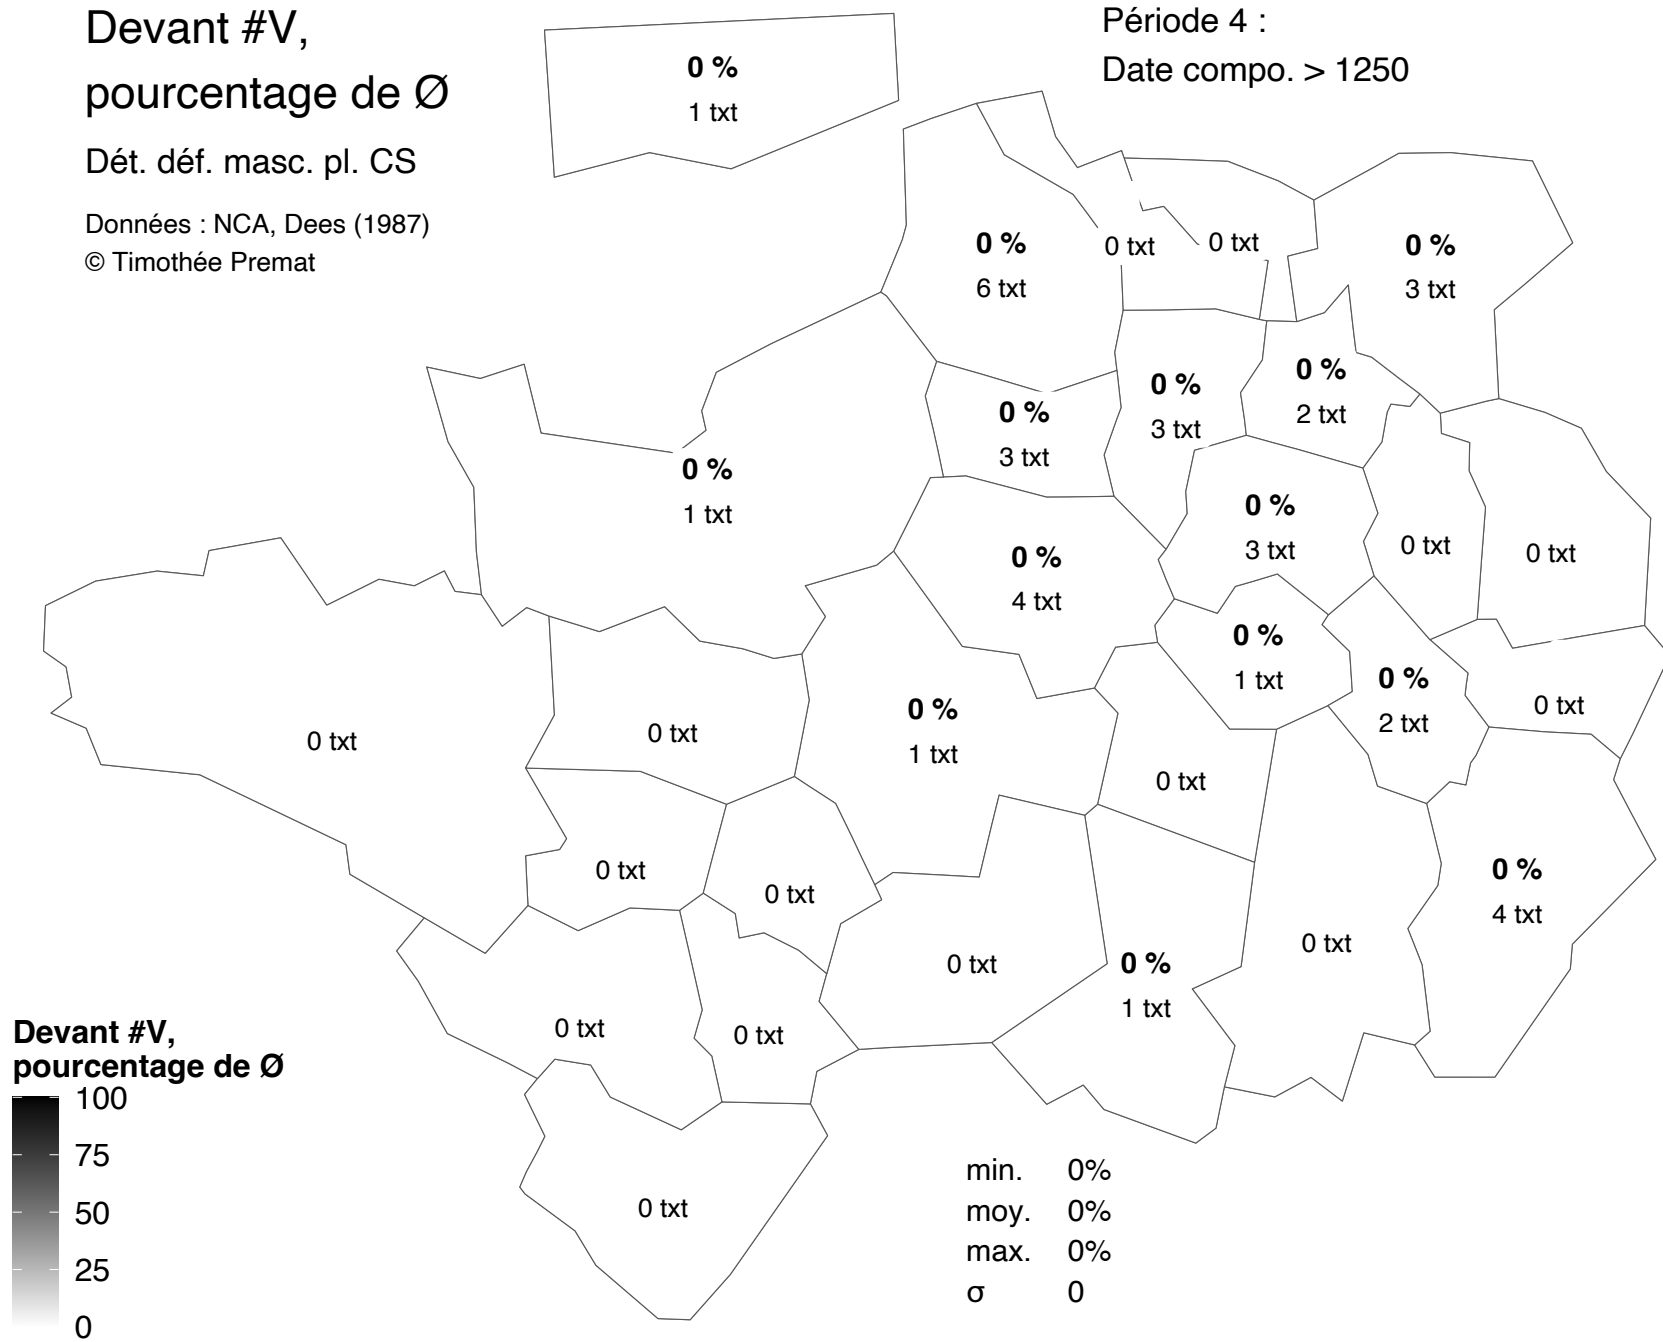 Devant #V,
pourcentage de Ø
Dét. déf. masc. pl. CS
Données : NCA, Dees (1987)
© Timothée Premat
Période 4 :
Date compo. > 1250
0 %
1 txt
0 %
6 txt
0 txt
0 txt
0 %
3 txt
0 %
3 txt
0 %
3 txt
0 %
2 txt
0 %
1 txt
0 %
4 txt
0 %
3 txt
0 txt
0 txt
0 %
1 txt
0 %
2 txt
0 txt
0 txt
0 txt
0 %
1 txt
0 txt
0 txt
0 txt
0 txt
0 %
1 txt
0 txt
0 %
4 txt
0 txt
0 txt
0 txt
Devant #V,
pourcentage de Ø
100
75
50
25
0
min. 0%
moy. 0%
max. 0%
σ 0